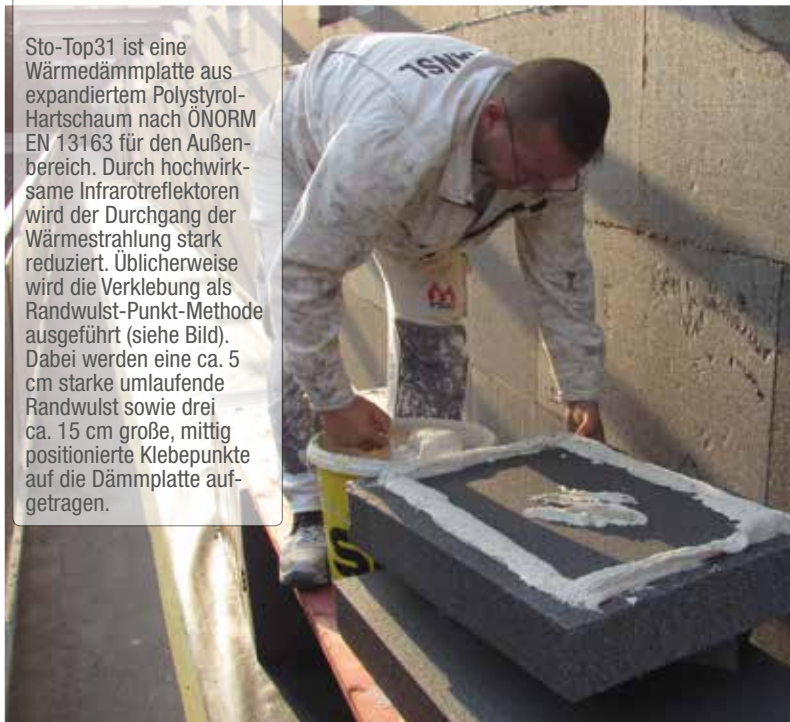 Sto-Top31 ist eine
Wärmedämmplatte aus
expandiertem Polystyrol-
Hartschaum nach ÖNORM
EN 13163 für den Außen-
bereich. Durch hochwirk-
same Infrarotreflektoren
wird der Durchgang der
Wärmestrahlung stark
reduziert. Üblicherweise
wird die Verklebung als
Randwulst-Punkt-Methode
ausgeführt (siehe Bild).
Dabei werden eine ca. 5
cm starke umlaufende
Randwulst sowie drei
ca. 15 cm große, mittig
positionierte Klebepunkte
auf die Dämmplatte auf-
getragen.